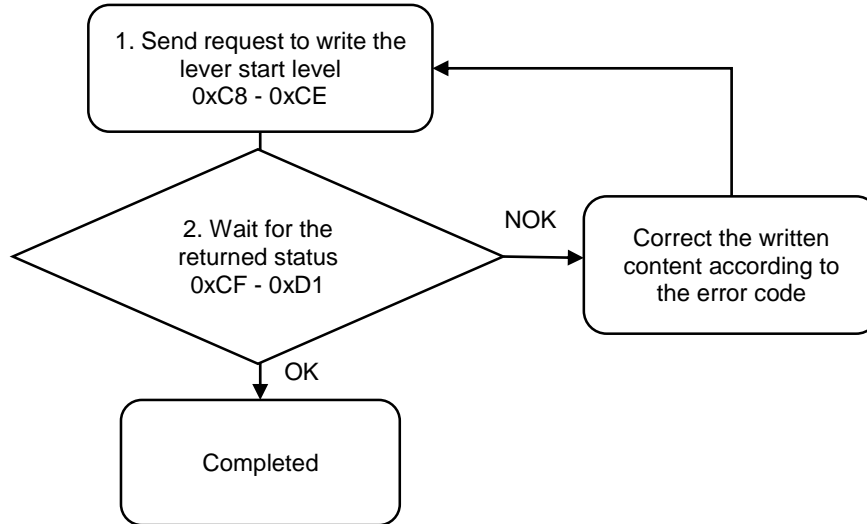 1. Send request to write the
lever start level
0xC8 - 0xCE
2. Wait for the
returned status
0xCF - 0xD1
NOK
Correct the written
content according to
the error code
OK
Completed